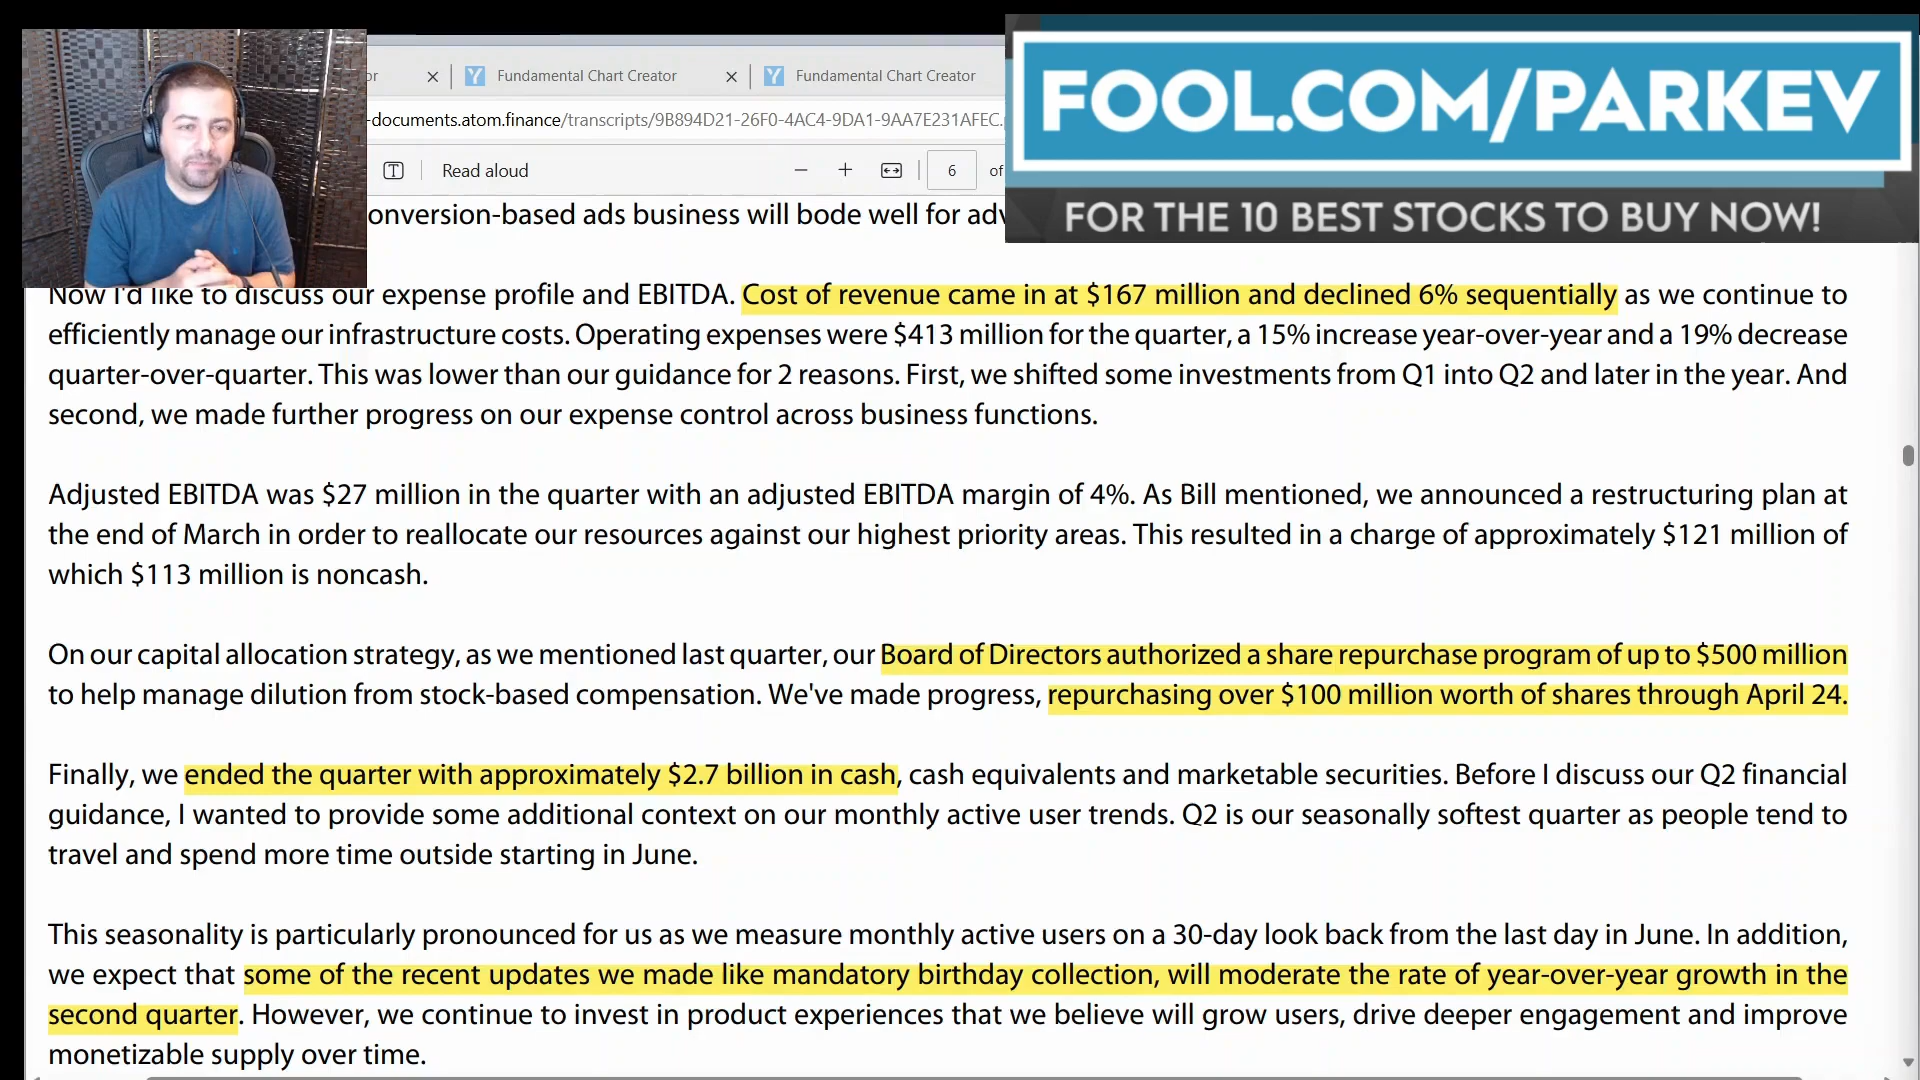 FOOL.COM/PARKEV
FOR THE 10 BEST STOCKS TO BUY NOW!
or × Fundamental Chart Creator × Fundamental Chart Creator
-documents.atom.finance/transcripts/9B894D21-26F0-4AC4-9DA1-9AA7E231AFEC.
T Read aloud − + 6 of
onversion-based ads business will bode well for adv
Now I'd like to discuss our expense profile and EBITDA. Cost of revenue came in at $167 million and declined 6% sequentially as we continue to
efficiently manage our infrastructure costs. Operating expenses were $413 million for the quarter, a 15% increase year-over-year and a 19% decrease
quarter-over-quarter. This was lower than our guidance for 2 reasons. First, we shifted some investments from Q1 into Q2 and later in the year. And
second, we made further progress on our expense control across business functions.
Adjusted EBITDA was $27 million in the quarter with an adjusted EBITDA margin of 4%. As Bill mentioned, we announced a restructuring plan at
the end of March in order to reallocate our resources against our highest priority areas. This resulted in a charge of approximately $121 million of
which $113 million is noncash.
On our capital allocation strategy, as we mentioned last quarter, our Board of Directors authorized a share repurchase program of up to $500 million
to help manage dilution from stock-based compensation. We've made progress, repurchasing over $100 million worth of shares through April 24.
Finally, we ended the quarter with approximately $2.7 billion in cash, cash equivalents and marketable securities. Before I discuss our Q2 financial
guidance, I wanted to provide some additional context on our monthly active user trends. Q2 is our seasonally softest quarter as people tend to
travel and spend more time outside starting in June.
This seasonality is particularly pronounced for us as we measure monthly active users on a 30-day look back from the last day in June. In addition,
we expect that some of the recent updates we made like mandatory birthday collection, will moderate the rate of year-over-year growth in the
second quarter. However, we continue to invest in product experiences that we believe will grow users, drive deeper engagement and improve
monetizable supply over time.